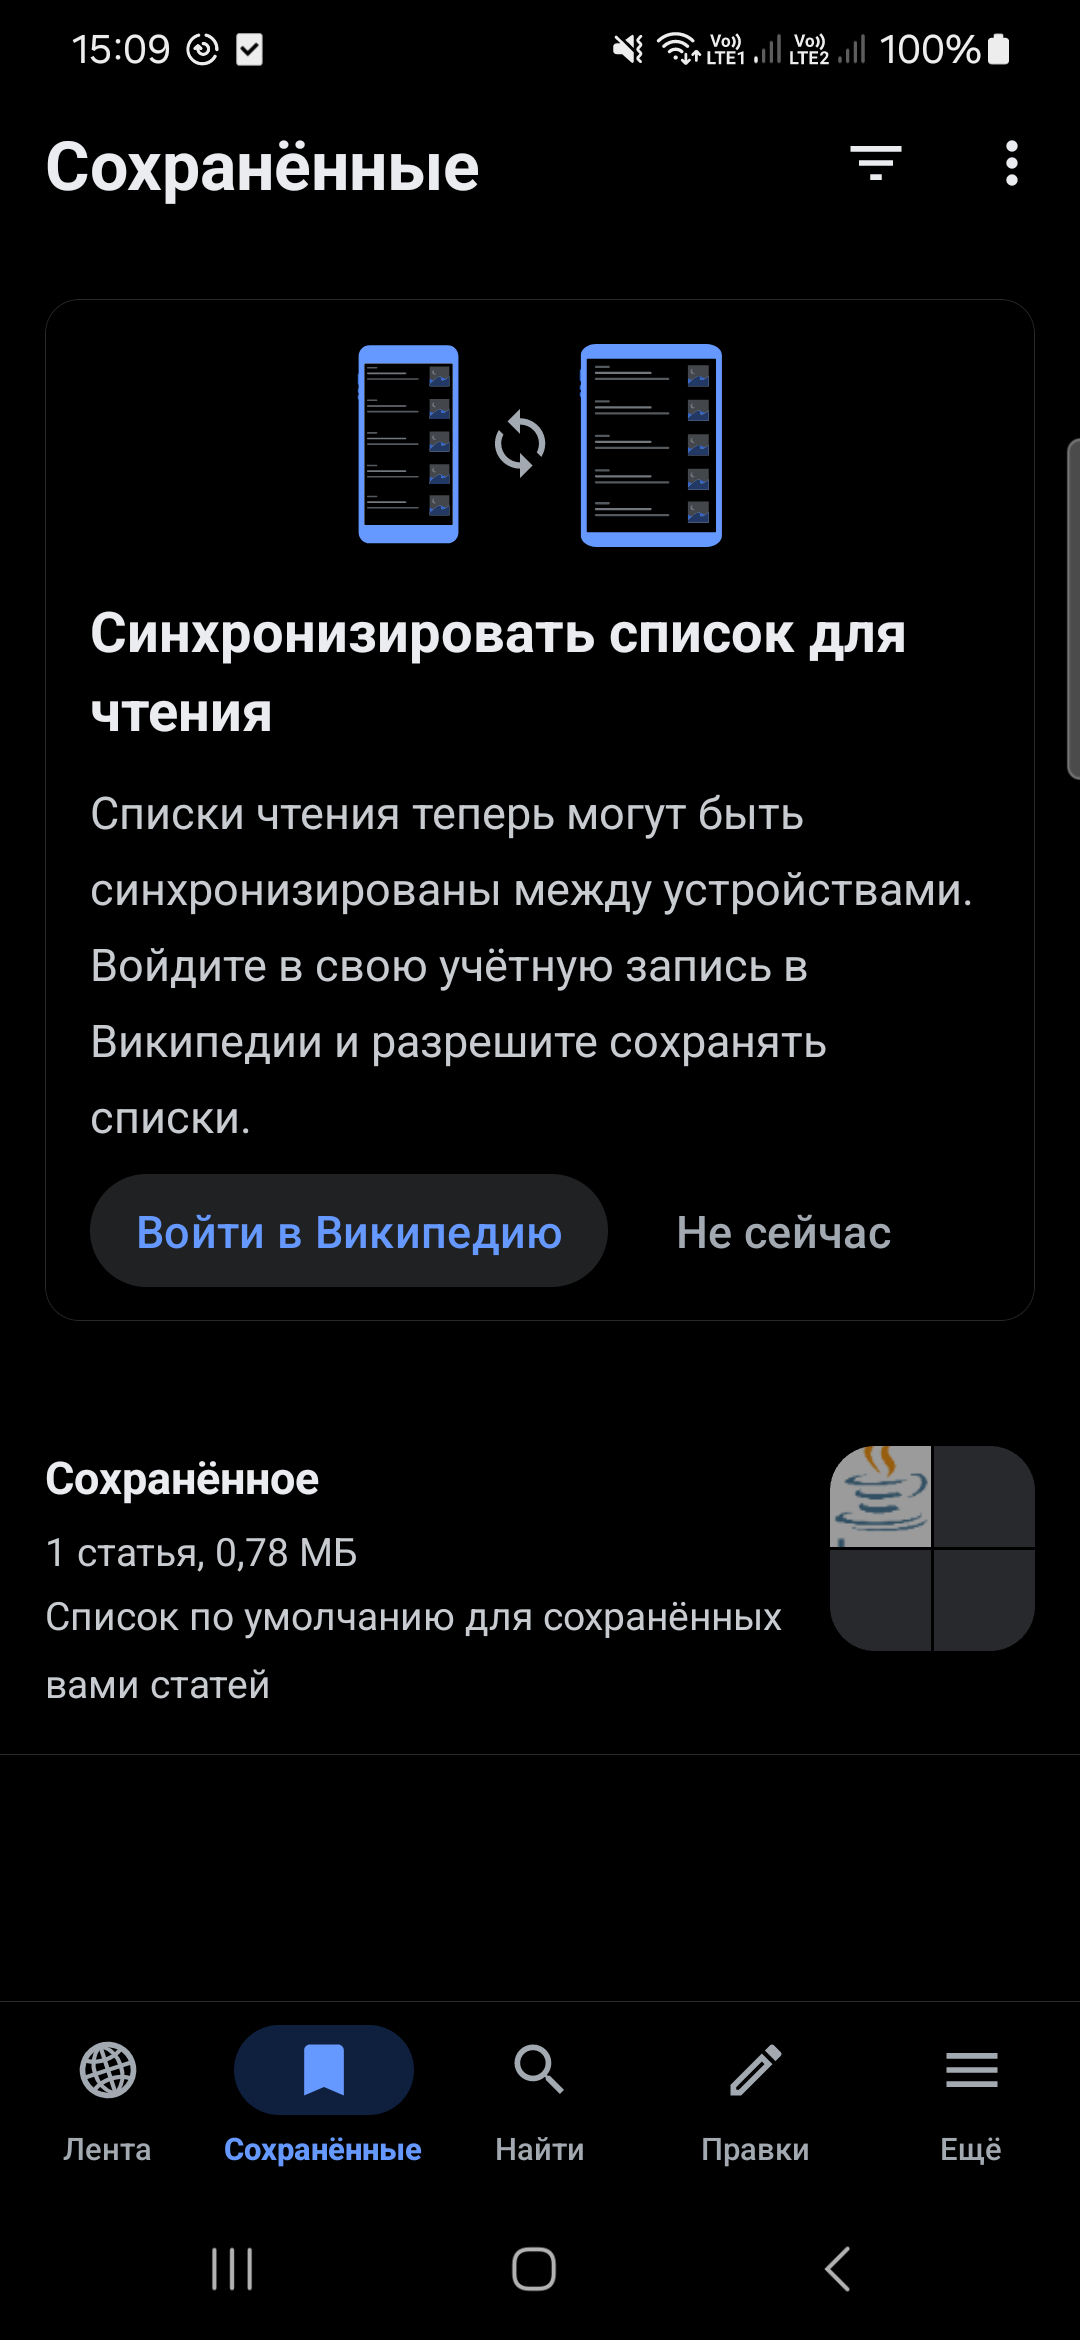 15:09
Vo)) LTE1 Vo)) LTE2 100%
Сохранённые
Синхронизировать список для
чтения
Списки чтения теперь могут быть
синхронизированы между устройствами.
Войдите в свою учётную запись в
Википедии и разрешите сохранять
списки.
Войти в Википедию
Не сейчас
Сохранённое
1 статья, 0,78 МБ
Список по умолчанию для сохранённых
вами статей
Лента
Сохранённые
Найти
Правки
Ещё